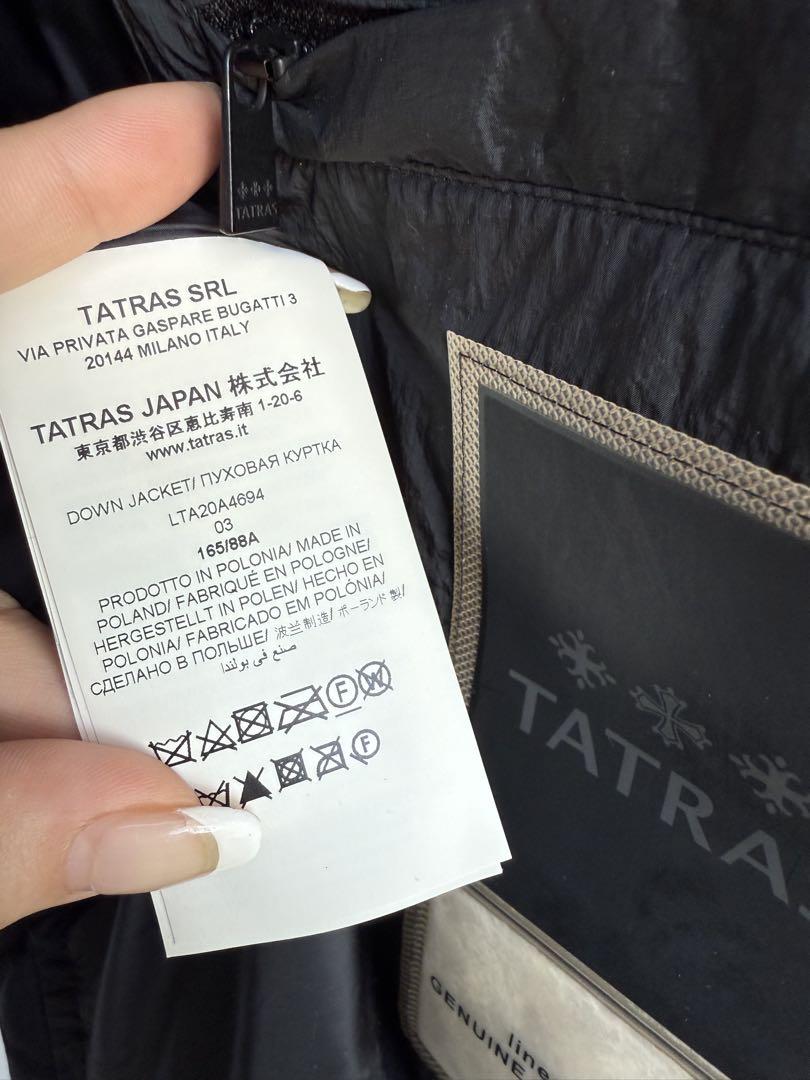 TATRAS
TATRAS SRL
VIA PRIVATA GASPARE BUGATTI 3
20144 MILANO ITALY
TATRAS JAPAN 株式会社
東京都渋谷区恵比寿南 1-20-6
www.tatras.it
DOWN JACKET/ ПУХОВАЯ КУРТКА
LTA20A4694
03
165/88A
PRODOTTO IN POLONIA/ MADE IN
POLAND/ FABRIQUÉ EN POLOGNE/
HERGESTELLT IN POLEN/ HECHO EN
POLONIA/ FABRICADO EM POLÓNIA/
СДЕЛАНО В ПОЛЬШЕ/ 波兰制造/ ポーランド製/
صنع في بولندا
F W
F
TATRAS
line
GENUINE